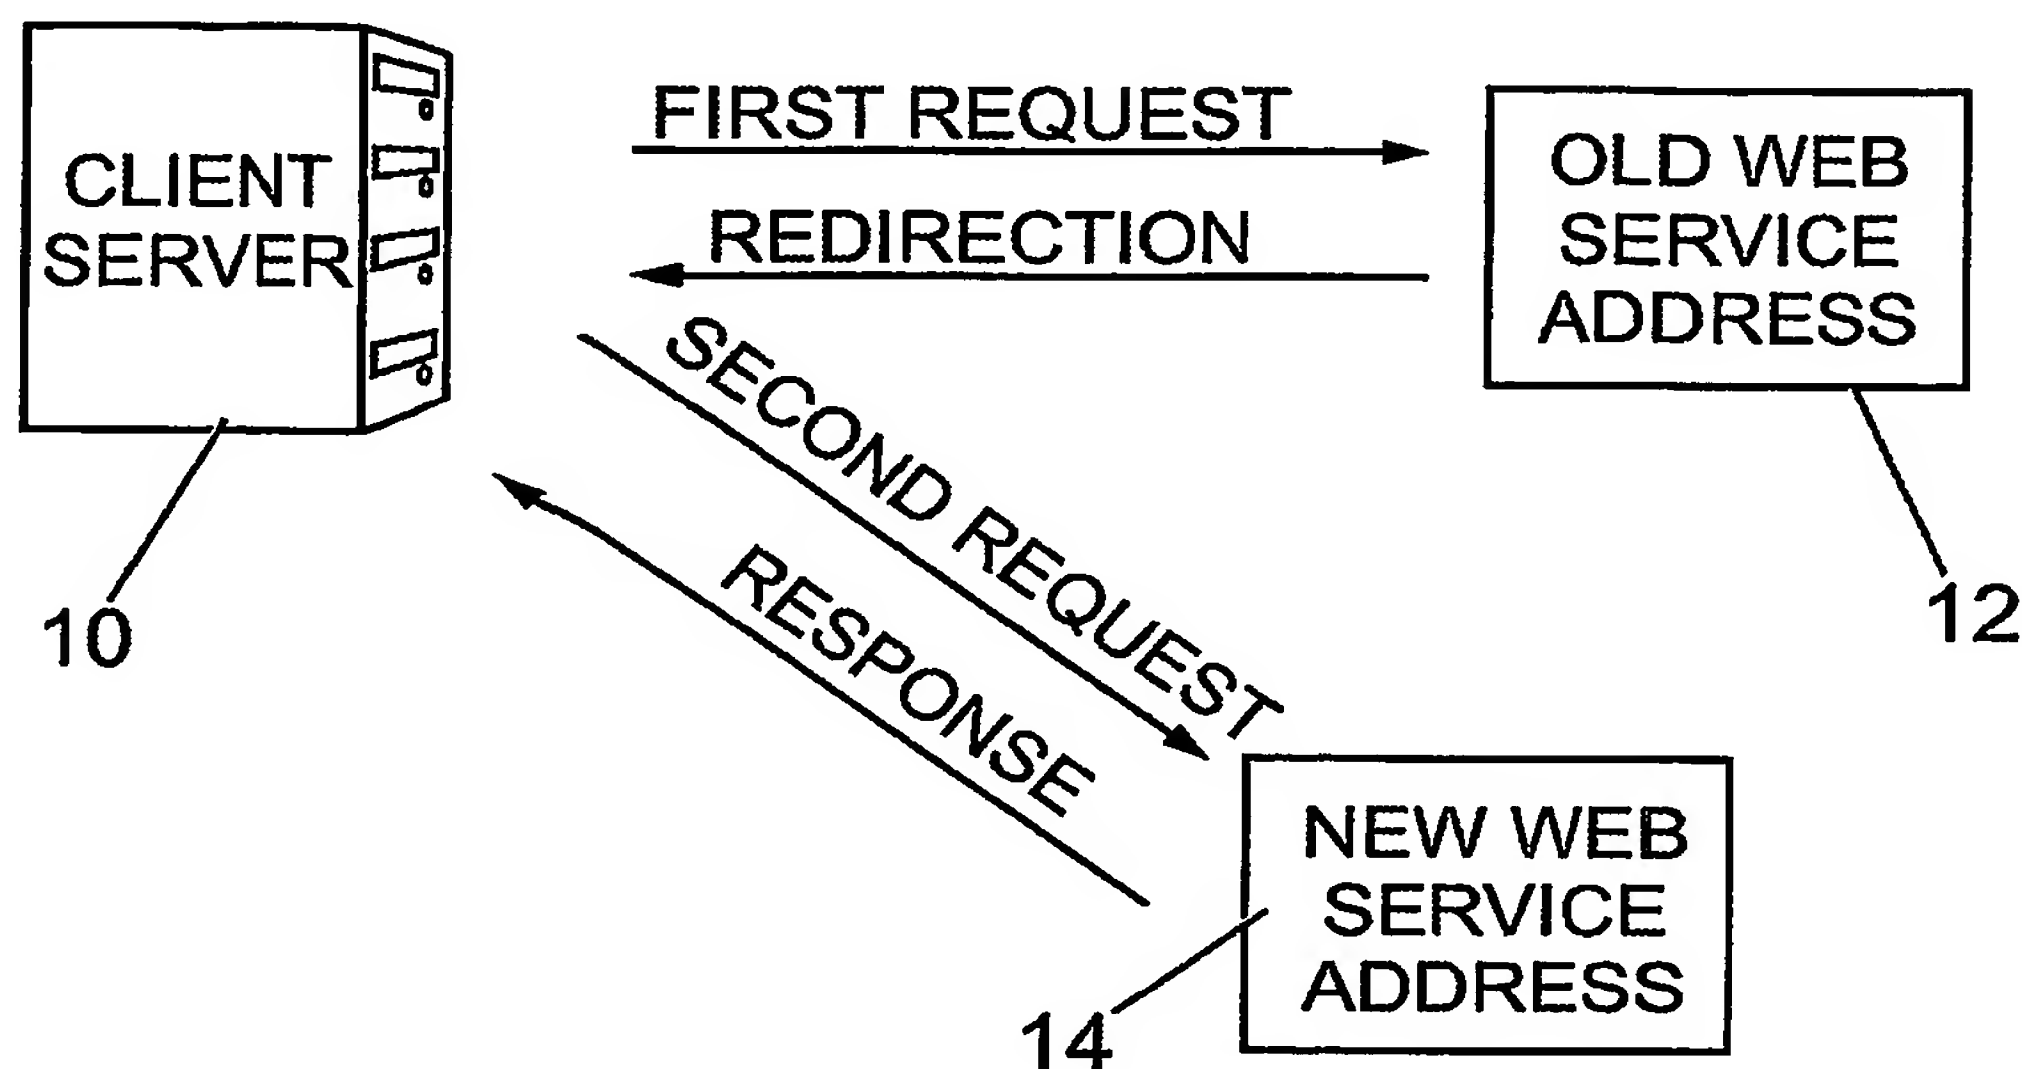 CLIENT
SERVER
FIRST REQUEST
REDIRECTION
OLD WEB
SERVICE
ADDRESS
SECOND REQUEST
RESPONSE
10
12
NEW WEB
SERVICE
ADDRESS
14